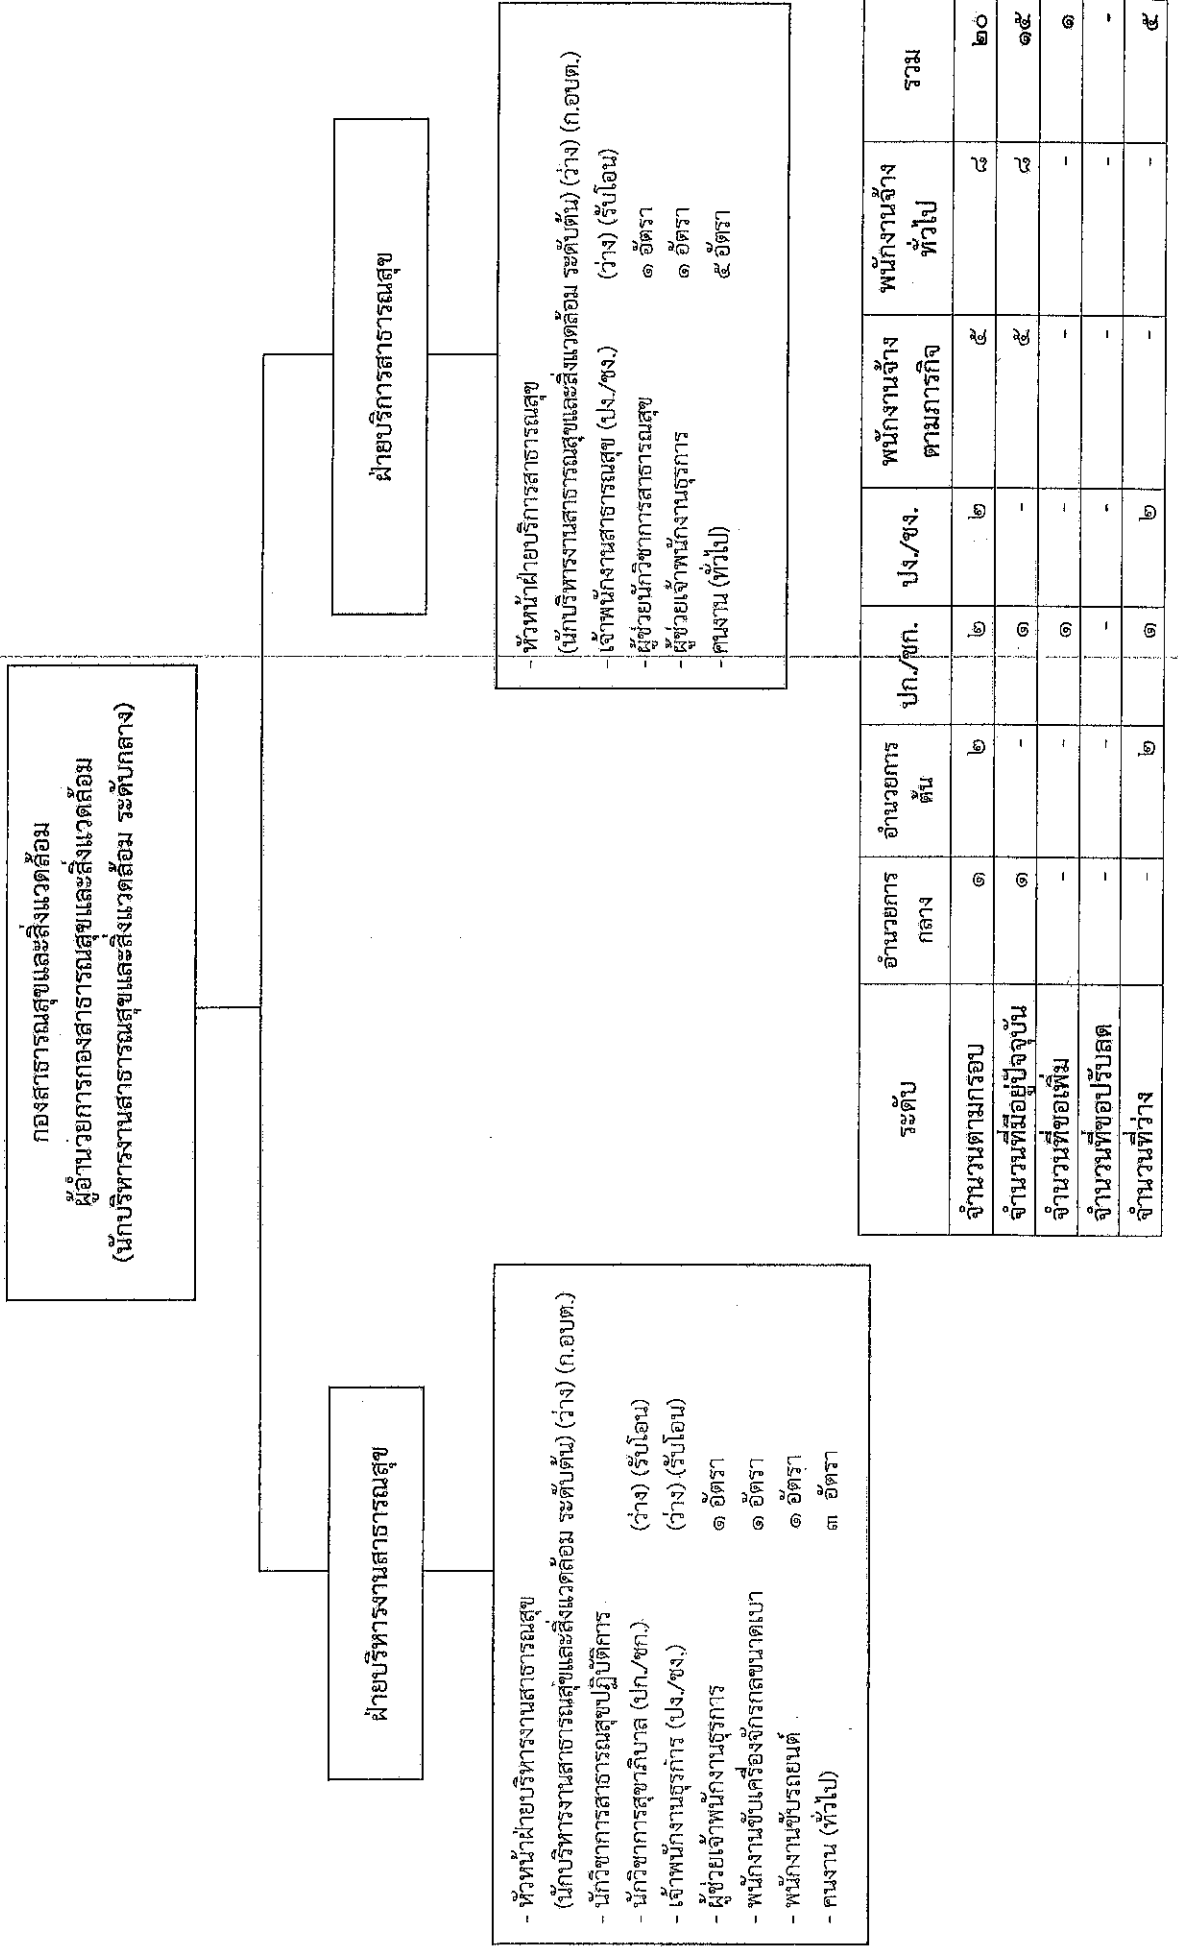 กองสาธารณสุขและสิ่งแวดล้อม
ผู้อำนวยการกองสาธารณสุขและสิ่งแวดล้อม
(นักบริหารงานสาธารณสุขและสิ่งแวดล้อม ระดับกลาง)
ฝ่ายบริหารงานสาธารณสุข
- หัวหน้าฝ่ายบริหารงานสาธารณสุข
(นักบริหารงานสาธารณสุขและสิ่งแวดล้อม ระดับต้น) (ว่าง) (ก.อบต.)
- นักวิชาการสาธารณสุขปฏิบัติการ
- นักวิชาการสุขาภิบาล (ปก./ชก.) (ว่าง) (รับโอน)
- เจ้าพนักงานธุรการ (ปง./ชง.) (ว่าง) (รับโอน)
- ผู้ช่วยเจ้าพนักงานธุรการ ๑ อัตรา
- พนักงานขับเครื่องจักรกลขนาดเบา ๑ อัตรา
- พนักงานขับรถยนต์ ๑ อัตรา
- คนงาน (ทั่วไป) ๓ อัตรา
ฝ่ายบริการสาธารณสุข
- หัวหน้าฝ่ายบริการสาธารณสุข
(นักบริหารงานสาธารณสุขและสิ่งแวดล้อม ระดับต้น) (ว่าง) (ก.อบต.)
- เจ้าพนักงานสาธารณสุข (ปง./ชง.) (ว่าง) (รับโอน)
- ผู้ช่วยนักวิชาการสาธารณสุข ๑ อัตรา
- ผู้ช่วยเจ้าพนักงานธุรการ ๑ อัตรา
- คนงาน (ทั่วไป) ๕ อัตรา
ระดับ อำนวยการกลาง อำนวยการต้น ปก./ชก. ปง./ชง. พนักงานจ้างตามภารกิจ พนักงานจ้างทั่วไป รวม
จำนวนตามกรอบ ๑ ๒ ๒ ๒ ๕ ๘ ๒๐
จำนวนที่มีอยู่ปัจจุบัน ๑ - ๑ - ๕ ๘ ๑๕
จำนวนที่ขอเพิ่ม - - ๑ - - - ๑
จำนวนที่ขอปรับลด - - - - - - -
จำนวนที่ว่าง - ๒ ๑ ๒ - - ๕